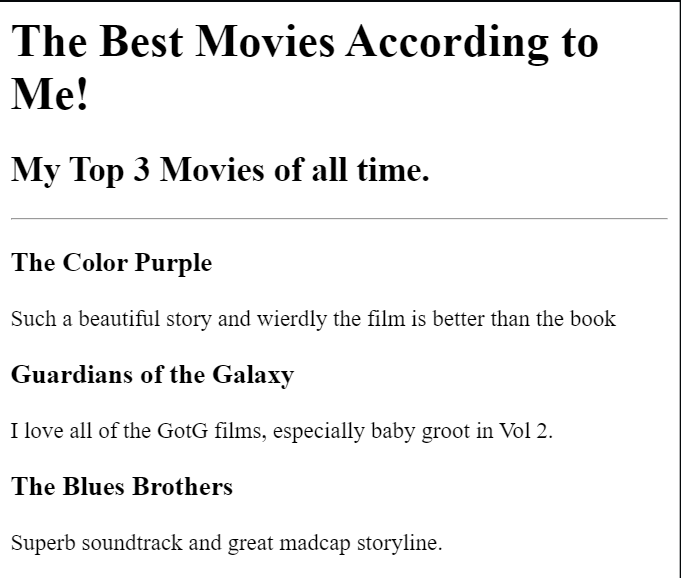 The Best Movies According to
Me!
My Top 3 Movies of all time.
The Color Purple
Such a beautiful story and wierdly the film is better than the book
Guardians of the Galaxy
I love all of the GotG films, especially baby groot in Vol 2.
The Blues Brothers
Superb soundtrack and great madcap storyline.